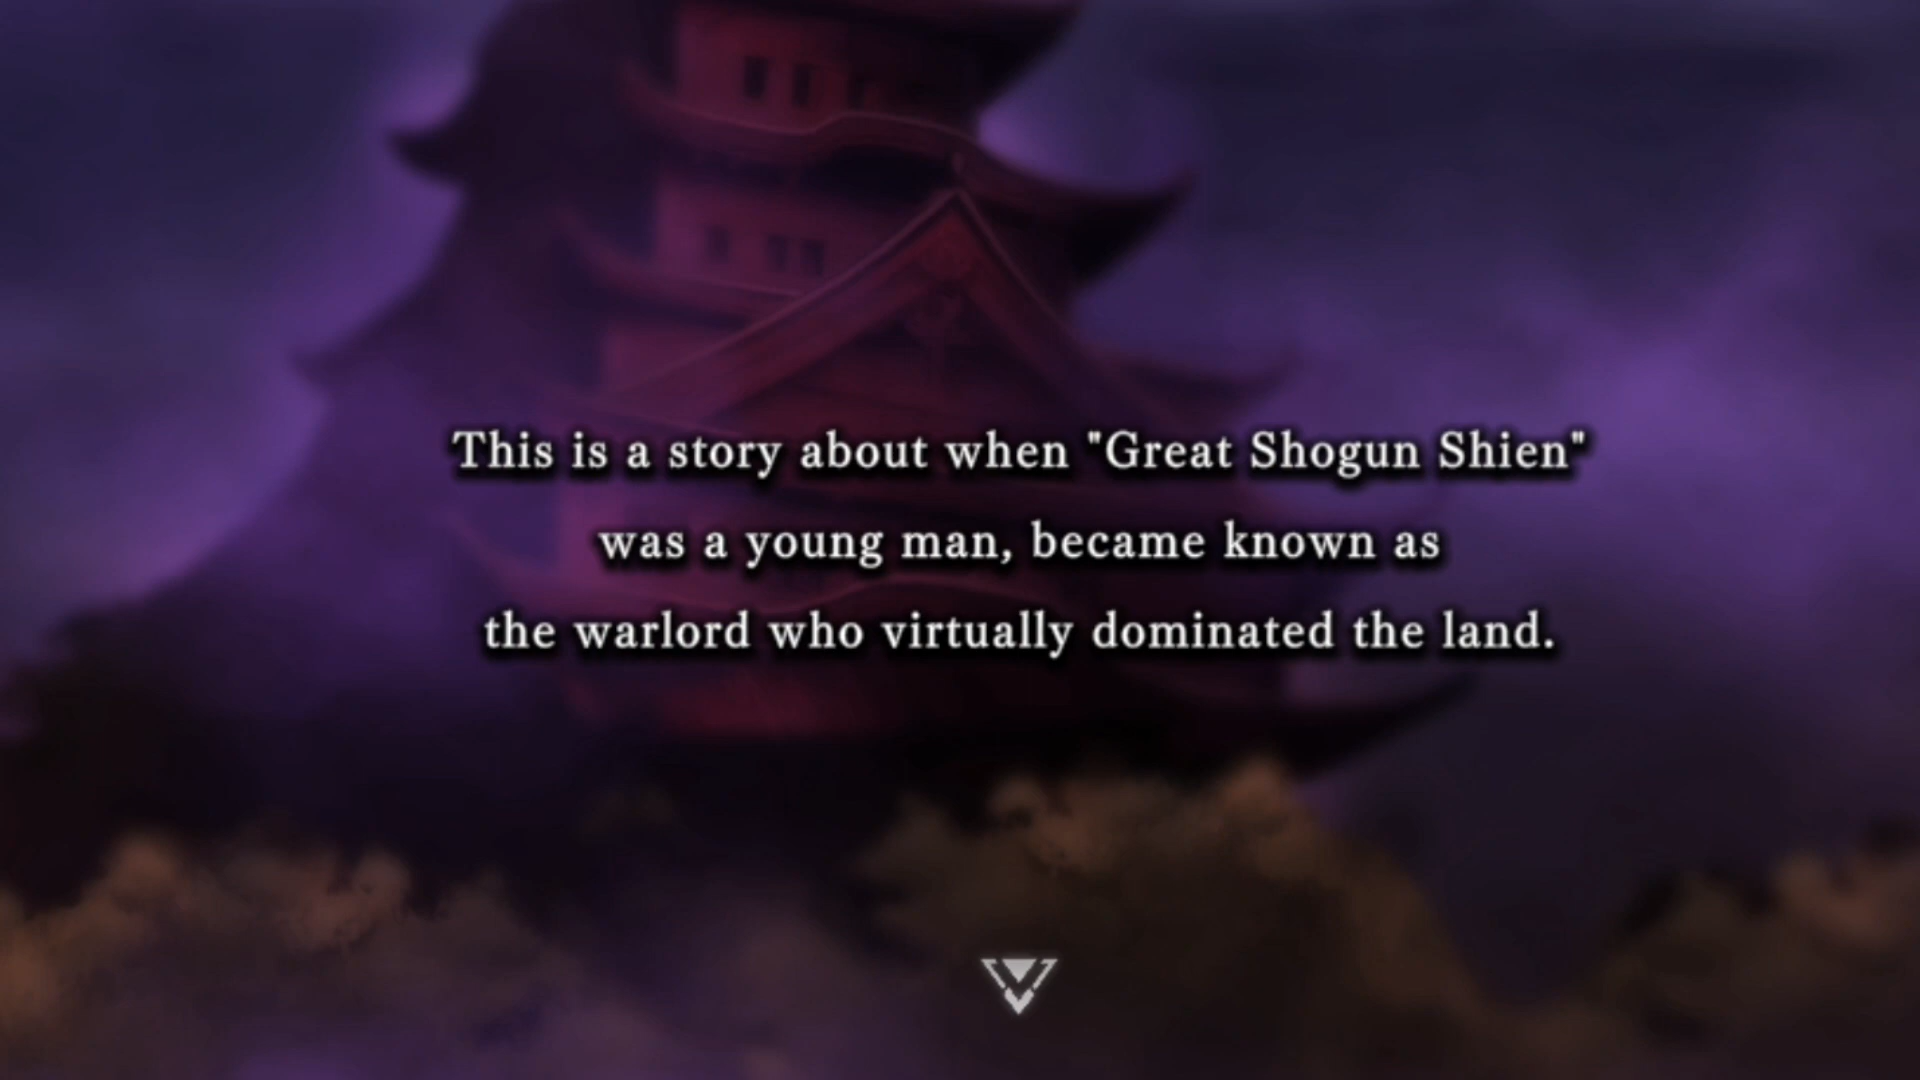 This is a story about when "Great Shogun Shien"
was a young man, became known as
the warlord who virtually dominated the land.